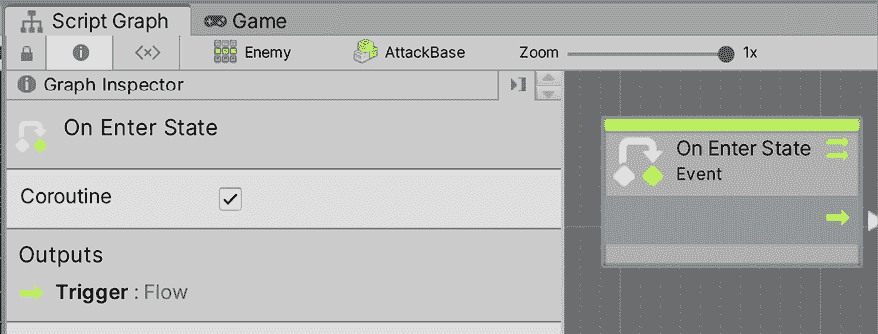 Script Graph Game
<×> Enemy AttackBase Zoom 1x
Graph Inspector
On Enter State
Coroutine
Outputs
Trigger : Flow
On Enter State
Event